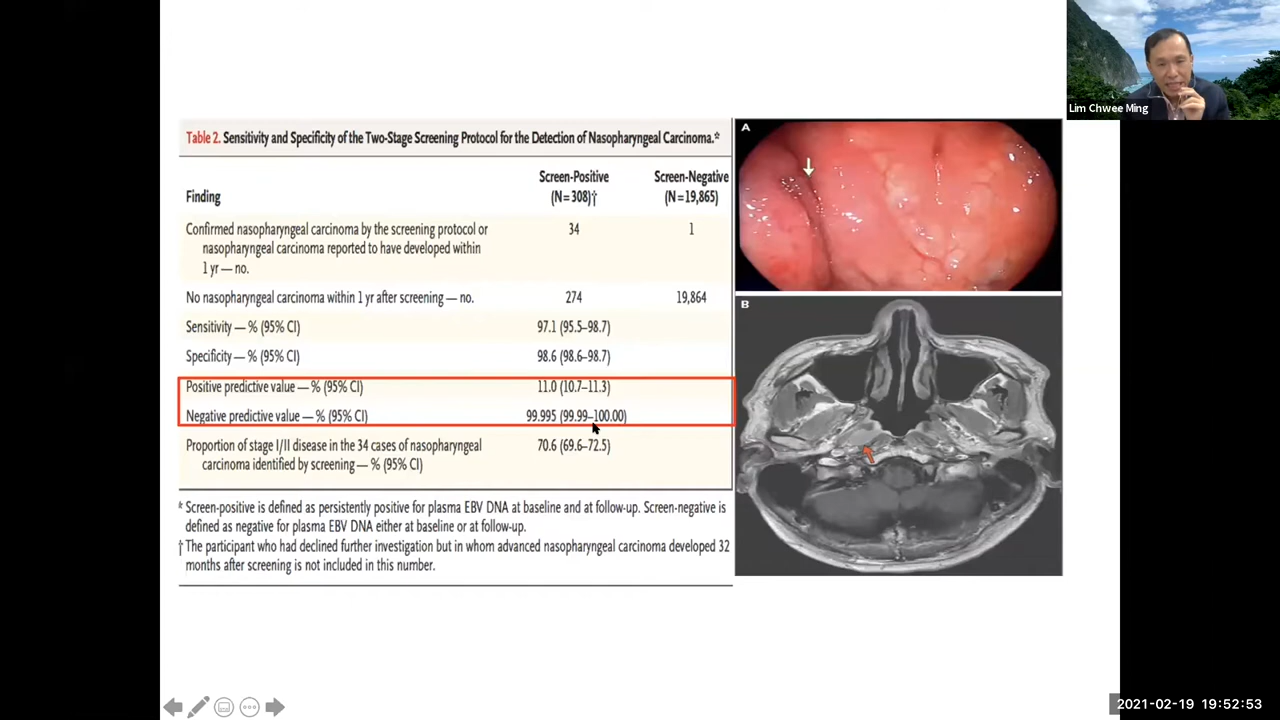 Lim Chwee Ming
Table 2. Sensitivity and Specificity of the Two-Stage Screening Protocol for the Detection of Nasopharyngeal Carcinoma.*
Finding
Screen-Positive
(N=308)†
Screen-Negative
(N=19,865)
Confirmed nasopharyngeal carcinoma by the screening protocol or
nasopharyngeal carcinoma reported to have developed within
1 yr — no.
34
1
No nasopharyngeal carcinoma within 1 yr after screening — no.
274
19,864
Sensitivity — % (95% CI)
97.1 (95.5–98.7)
Specificity — % (95% CI)
98.6 (98.6–98.7)
Positive predictive value — % (95% CI)
11.0 (10.7–11.3)
Negative predictive value — % (95% CI)
99.995 (99.99–100.00)
Proportion of stage I/II disease in the 34 cases of nasopharyngeal
carcinoma identified by screening — % (95% CI)
70.6 (69.6–72.5)
* Screen-positive is defined as persistently positive for plasma EBV DNA at baseline and at follow-up. Screen-negative is
defined as negative for plasma EBV DNA either at baseline or at follow-up.
† The participant who had declined further investigation but in whom advanced nasopharyngeal carcinoma developed 32
months after screening is not included in this number.
A
B
2021-02-19 19:52:53